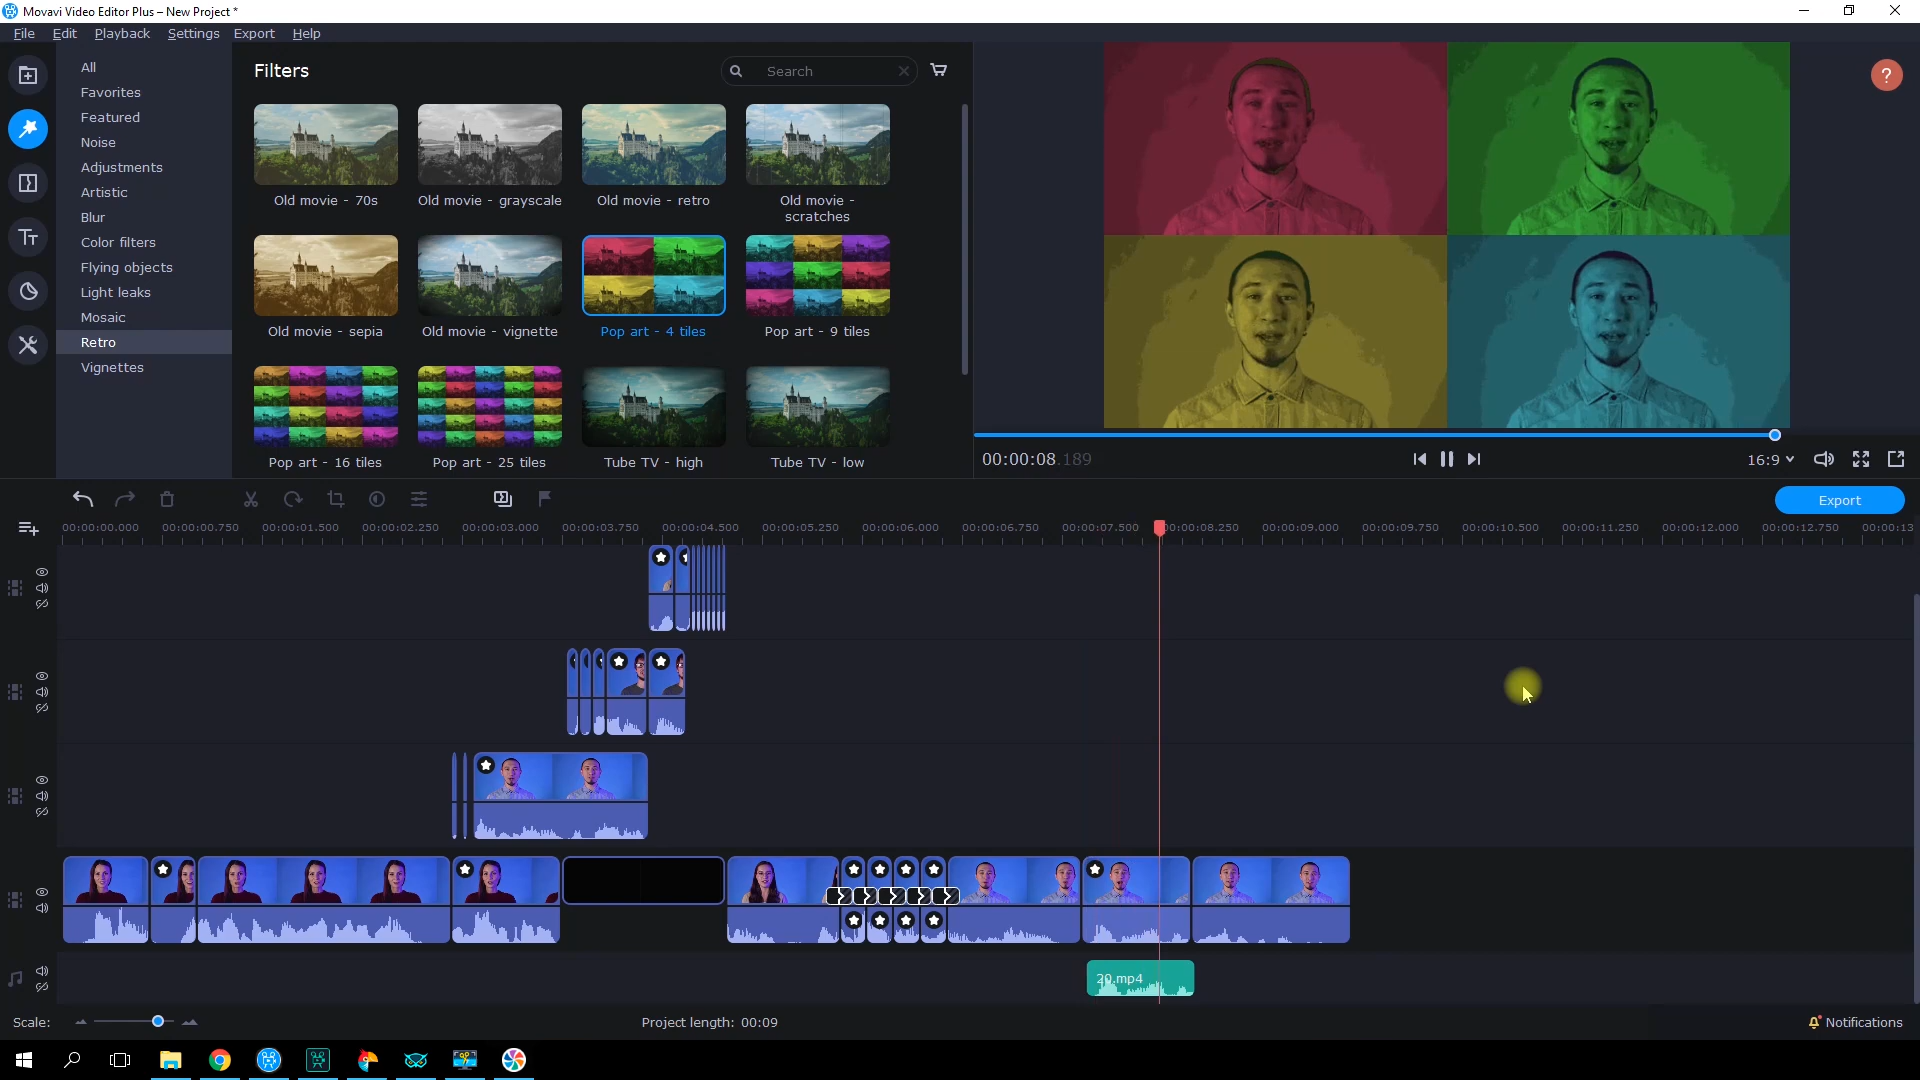 Movavi Video Editor Plus – New Project *
File Edit Playback Settings Export Help
All
Favorites
Featured
Noise
Adjustments
Artistic
Blur
Color filters
Flying objects
Light leaks
Mosaic
Retro
Vignettes
Filters
Search
Old movie - 70s
Old movie - grayscale
Old movie - retro
Old movie -
scratches
Old movie - sepia
Old movie - vignette
Pop art - 4 tiles
Pop art - 9 tiles
Pop art - 16 tiles
Pop art - 25 tiles
Tube TV - high
Tube TV - low
?
00:00:08.189
16:9
Export
00:00:00.000 00:00:00.750 00:00:01.500 00:00:02.250 00:00:03.000 00:00:03.750 00:00:04.500 00:00:05.250 00:00:06.000 00:00:06.750 00:00:07.500 00:00:08.250 00:00:09.000 00:00:09.750 00:00:10.500 00:00:11.250 00:00:12.000 00:00:12.750 00:00:13
20.mp4
Scale:
Project length: 00:09
Notifications